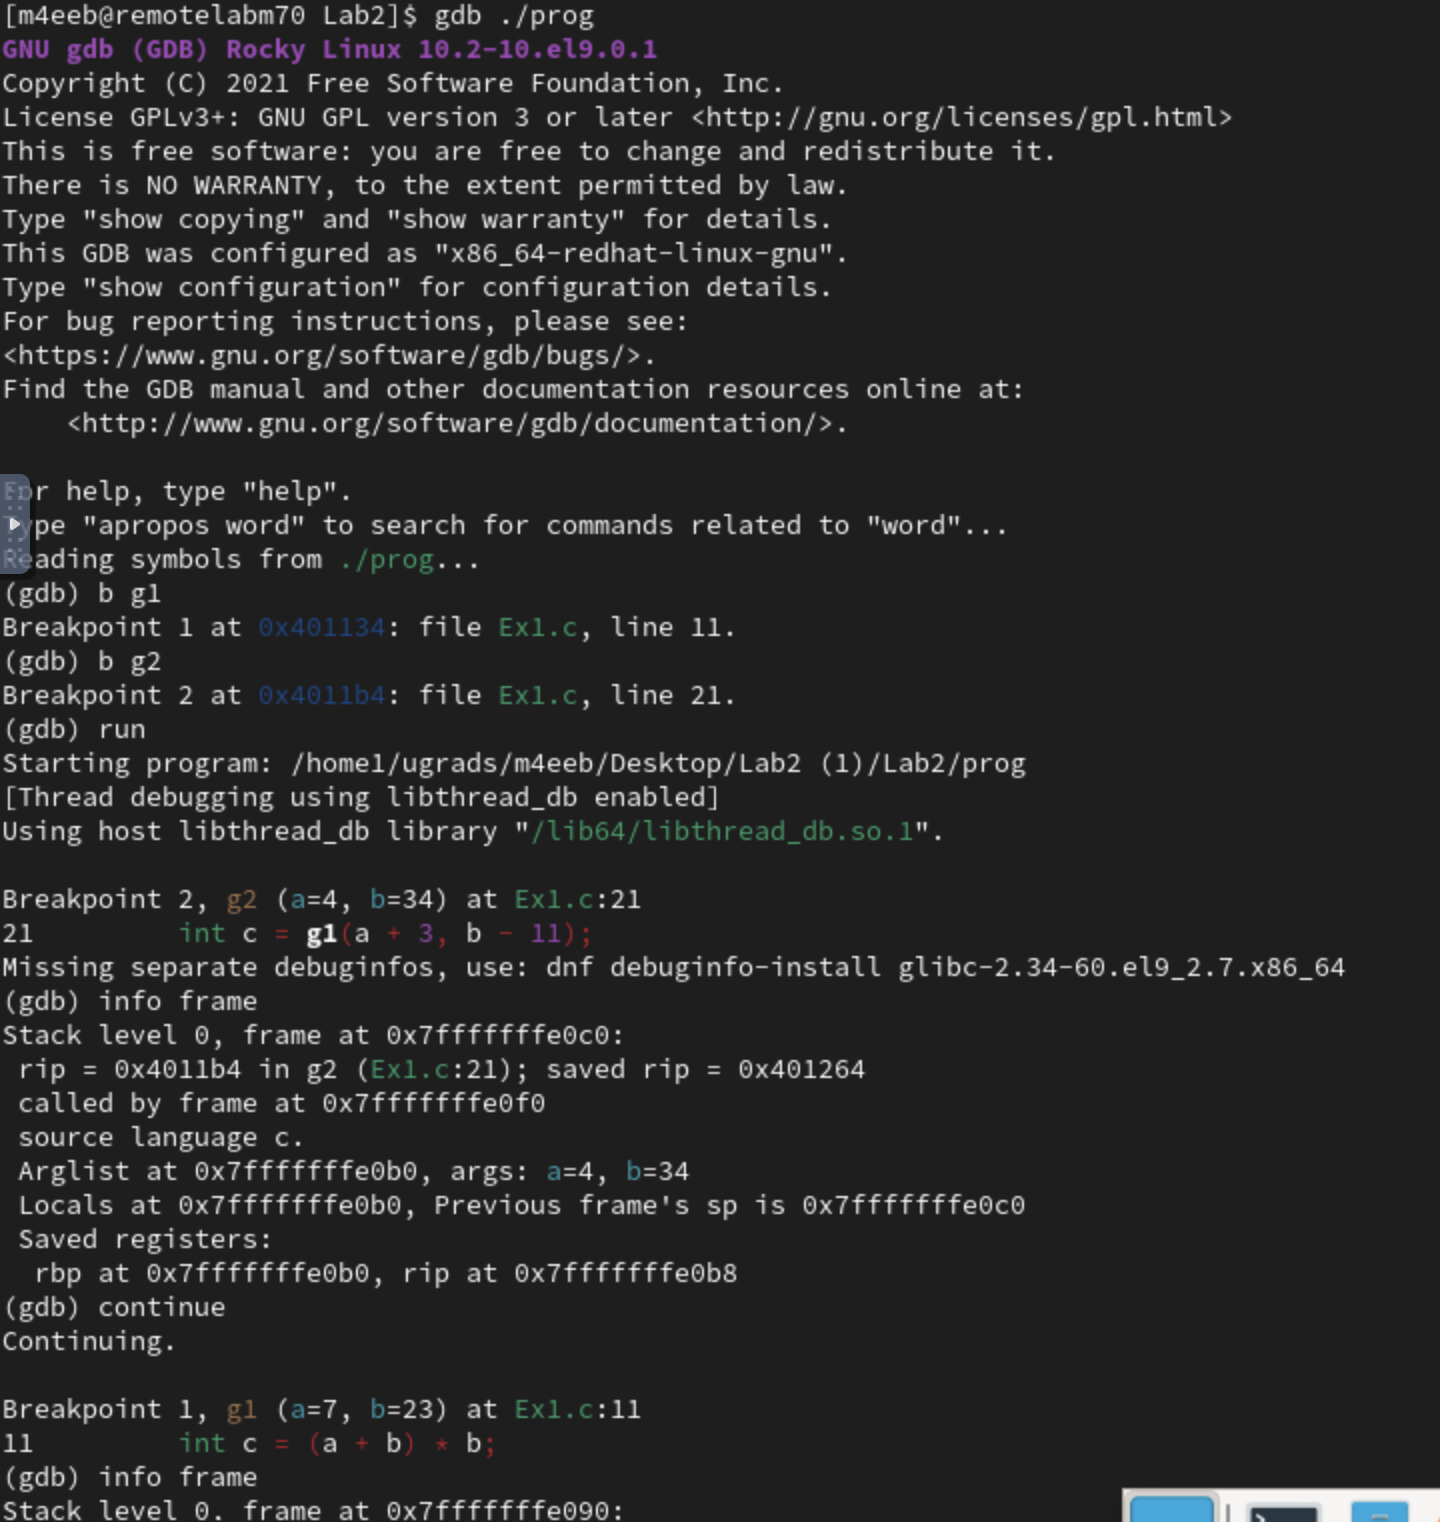 [m4eeb@remotelabm70 Lab2]$ gdb ./prog
GNU gdb (GDB) Rocky Linux 10.2-10.el9.0.1
Copyright (C) 2021 Free Software Foundation, Inc.
License GPLv3+: GNU GPL version 3 or later <http://gnu.org/licenses/gpl.html>
This is free software: you are free to change and redistribute it.
There is NO WARRANTY, to the extent permitted by law.
Type "show copying" and "show warranty" for details.
This GDB was configured as "x86_64-redhat-linux-gnu".
Type "show configuration" for configuration details.
For bug reporting instructions, please see:
<https://www.gnu.org/software/gdb/bugs/>.
Find the GDB manual and other documentation resources online at:
    <http://www.gnu.org/software/gdb/documentation/>.
For help, type "help".
Type "apropos word" to search for commands related to "word"...
Reading symbols from ./prog...
(gdb) b g1
Breakpoint 1 at 0x401134: file Ex1.c, line 11.
(gdb) b g2
Breakpoint 2 at 0x4011b4: file Ex1.c, line 21.
(gdb) run
Starting program: /home1/ugrads/m4eeb/Desktop/Lab2 (1)/Lab2/prog
[Thread debugging using libthread_db enabled]
Using host libthread_db library "/lib64/libthread_db.so.1".
Breakpoint 2, g2 (a=4, b=34) at Ex1.c:21
21         int c = g1(a + 3, b - 11);
Missing separate debuginfos, use: dnf debuginfo-install glibc-2.34-60.el9_2.7.x86_64
(gdb) info frame
Stack level 0, frame at 0x7fffffffe0c0:
 rip = 0x4011b4 in g2 (Ex1.c:21); saved rip = 0x401264
 called by frame at 0x7fffffffe0f0
 source language c.
 Arglist at 0x7fffffffe0b0, args: a=4, b=34
 Locals at 0x7fffffffe0b0, Previous frame's sp is 0x7fffffffe0c0
 Saved registers:
  rbp at 0x7fffffffe0b0, rip at 0x7fffffffe0b8
(gdb) continue
Continuing.
Breakpoint 1, g1 (a=7, b=23) at Ex1.c:11
11         int c = (a + b) * b;
(gdb) info frame
Stack level 0, frame at 0x7fffffffe090: